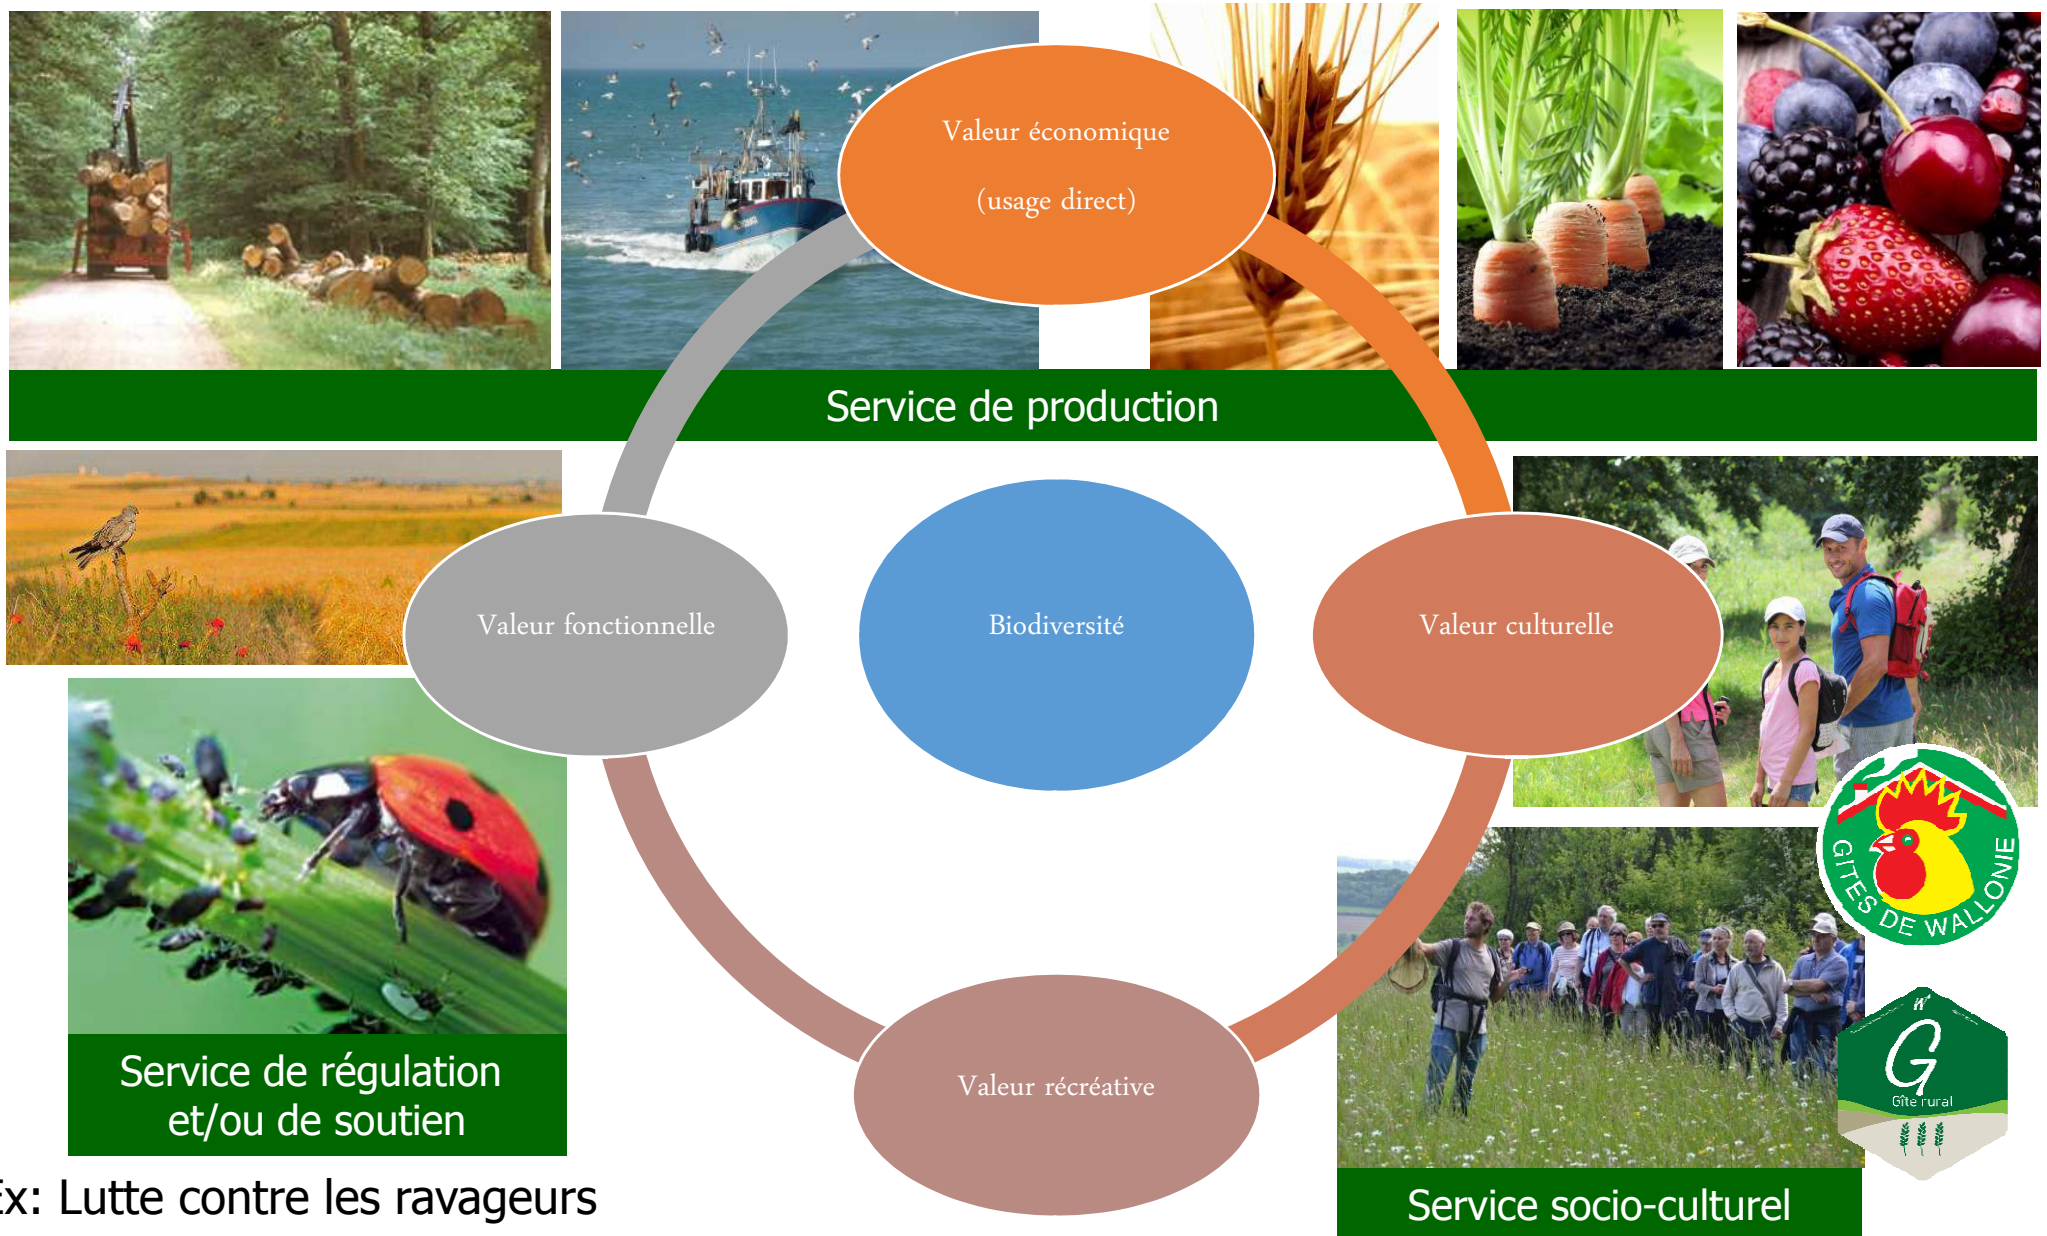 Valeur économique
(usage direct)
Service de production
Valeur fonctionnelle
Biodiversité
Valeur culturelle
GITES DE WALLONIE
Valeur récréative
W
G
Gîte rural
Service de régulation
et/ou de soutien
Ex: Lutte contre les ravageurs
Service socio-culturel